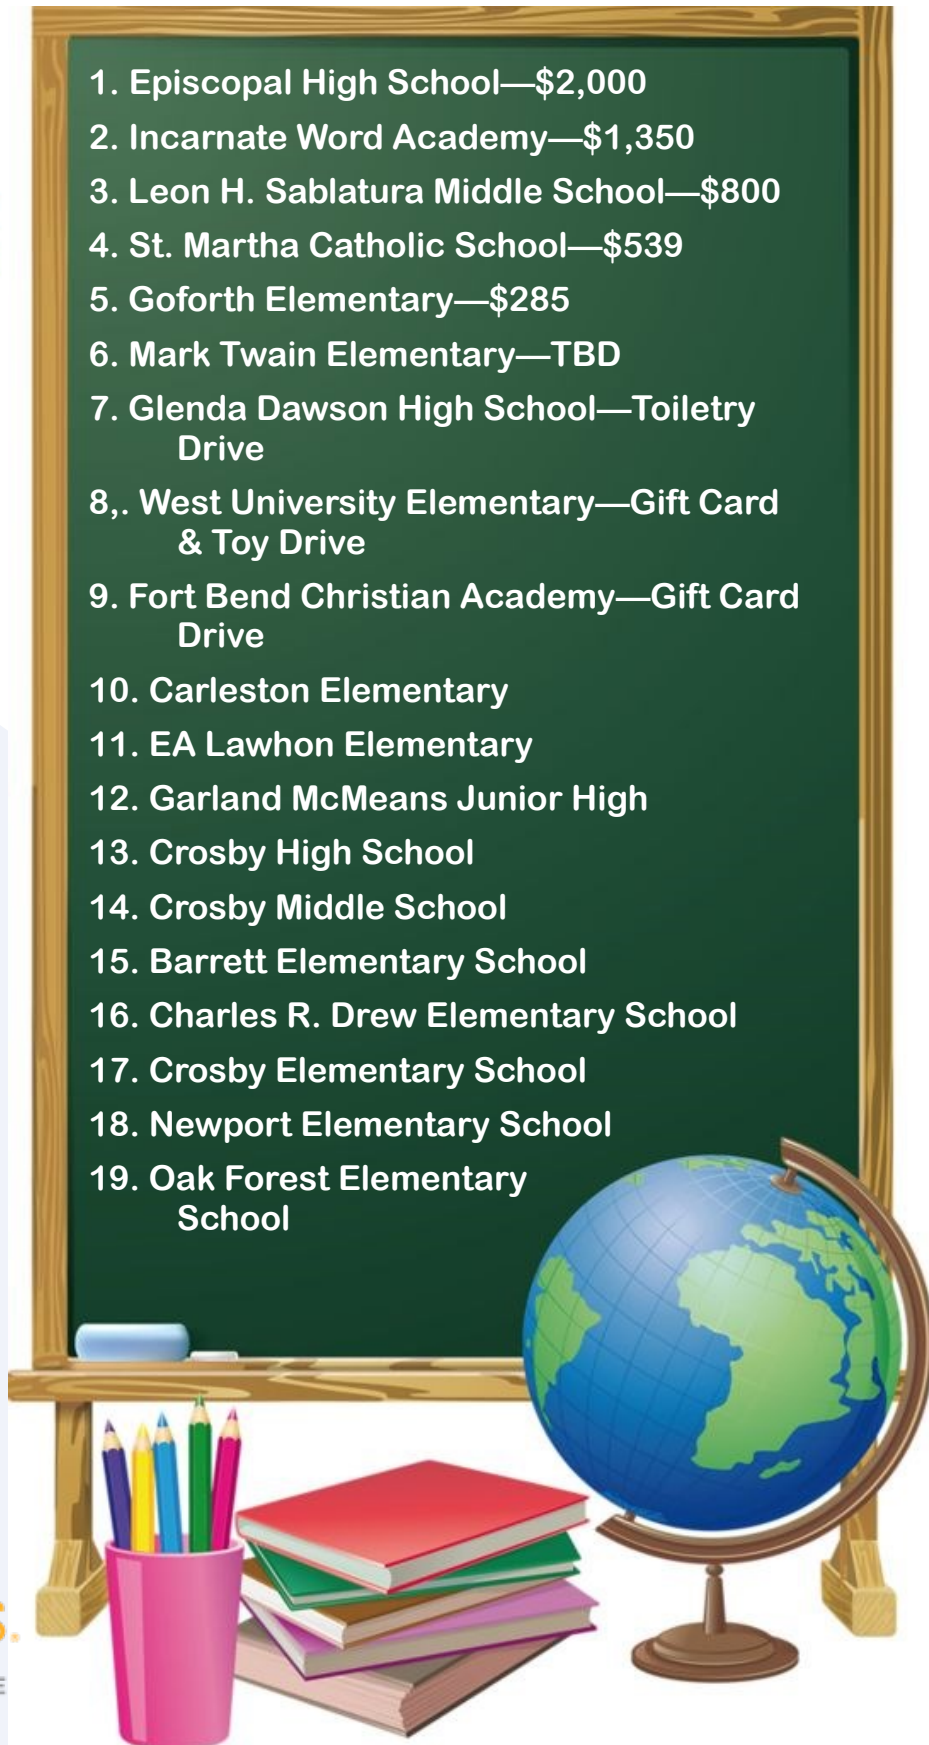 1. Episcopal High School—$2,000
2. Incarnate Word Academy—$1,350
3. Leon H. Sablatura Middle School—$800
4. St. Martha Catholic School—$539
5. Goforth Elementary—$285
6. Mark Twain Elementary—TBD
7. Glenda Dawson High School—Toiletry
Drive
8,. West University Elementary—Gift Card
& Toy Drive
9. Fort Bend Christian Academy—Gift Card
Drive
10. Carleston Elementary
11. EA Lawhon Elementary
12. Garland McMeans Junior High
13. Crosby High School
14. Crosby Middle School
15. Barrett Elementary School
16. Charles R. Drew Elementary School
17. Crosby Elementary School
18. Newport Elementary School
19. Oak Forest Elementary
School